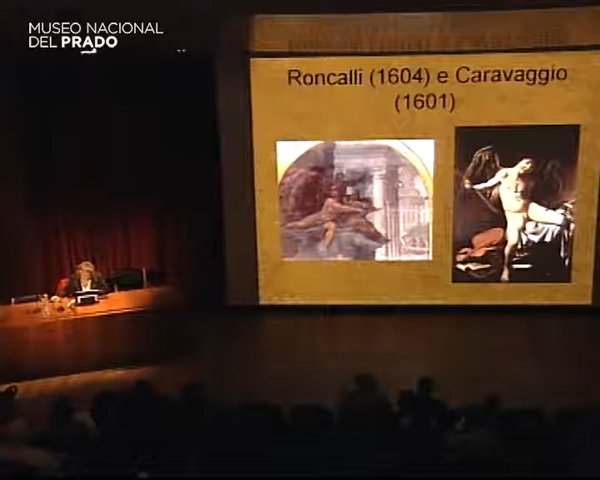 MUSEO NACIONAL
DEL PRADO
Roncalli (1604) e Caravaggio
(1601)